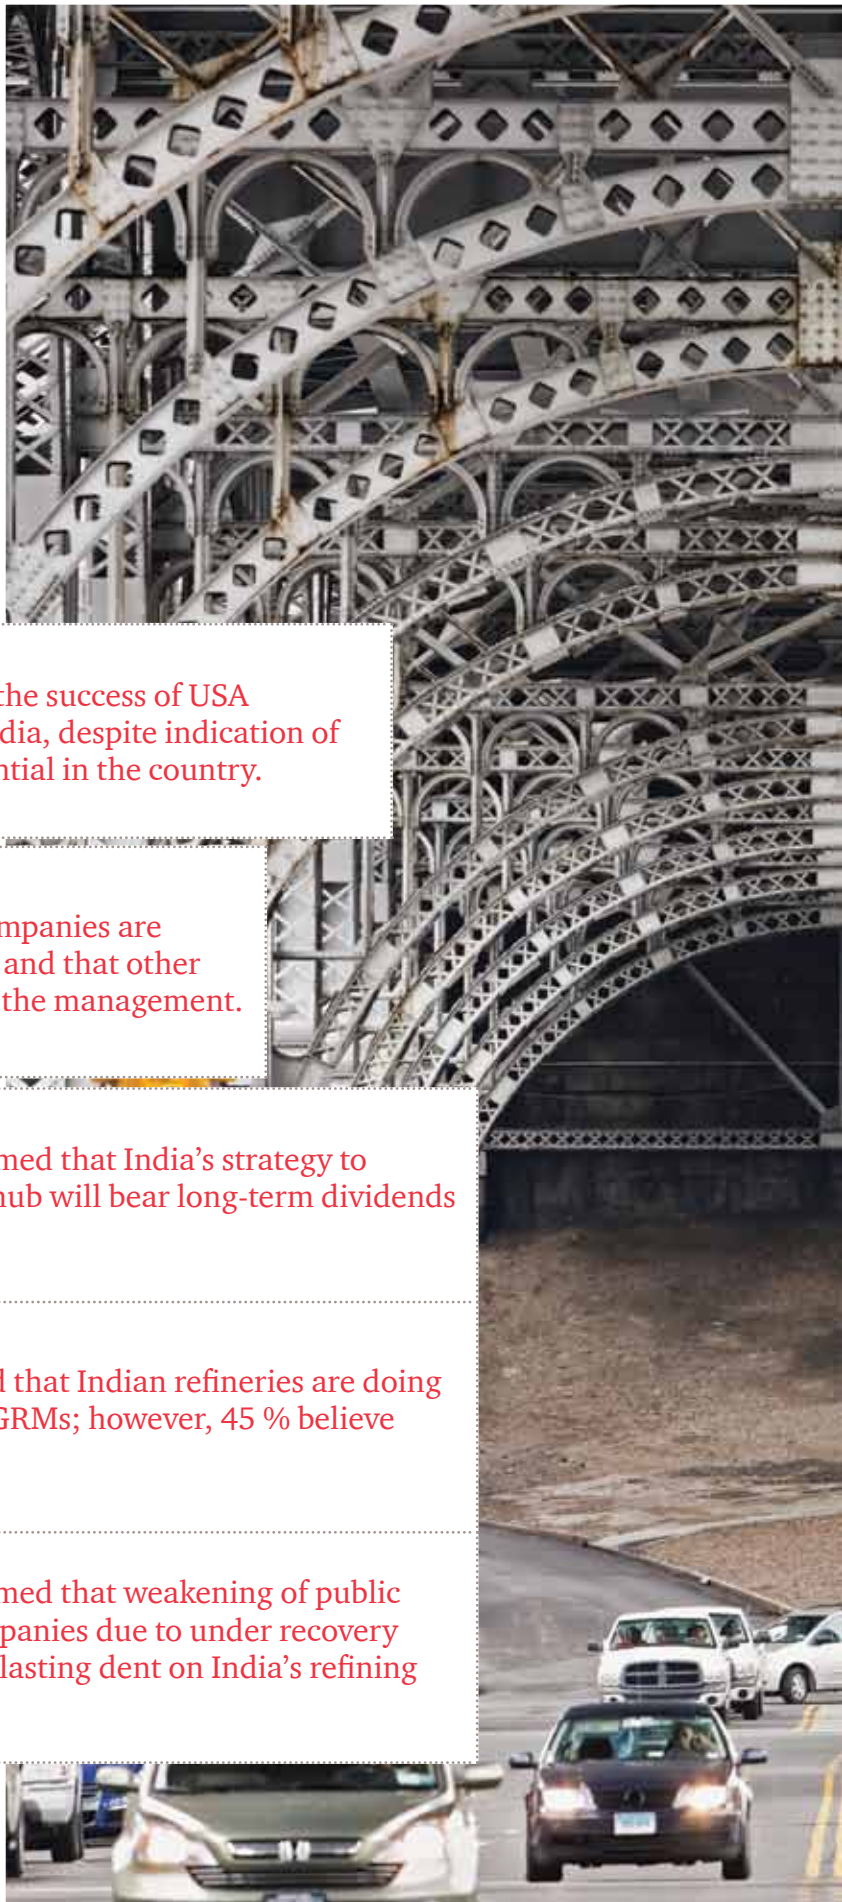 the success of USA
dia, despite indication of
ntial in the country.
mpanies are
and that other
the management.
med that India’s strategy to
hub will bear long-term dividends
d that Indian refineries are doing
GRMs; however, 45 % believe
med that weakening of public
panies due to under recovery
lasting dent on India’s refining